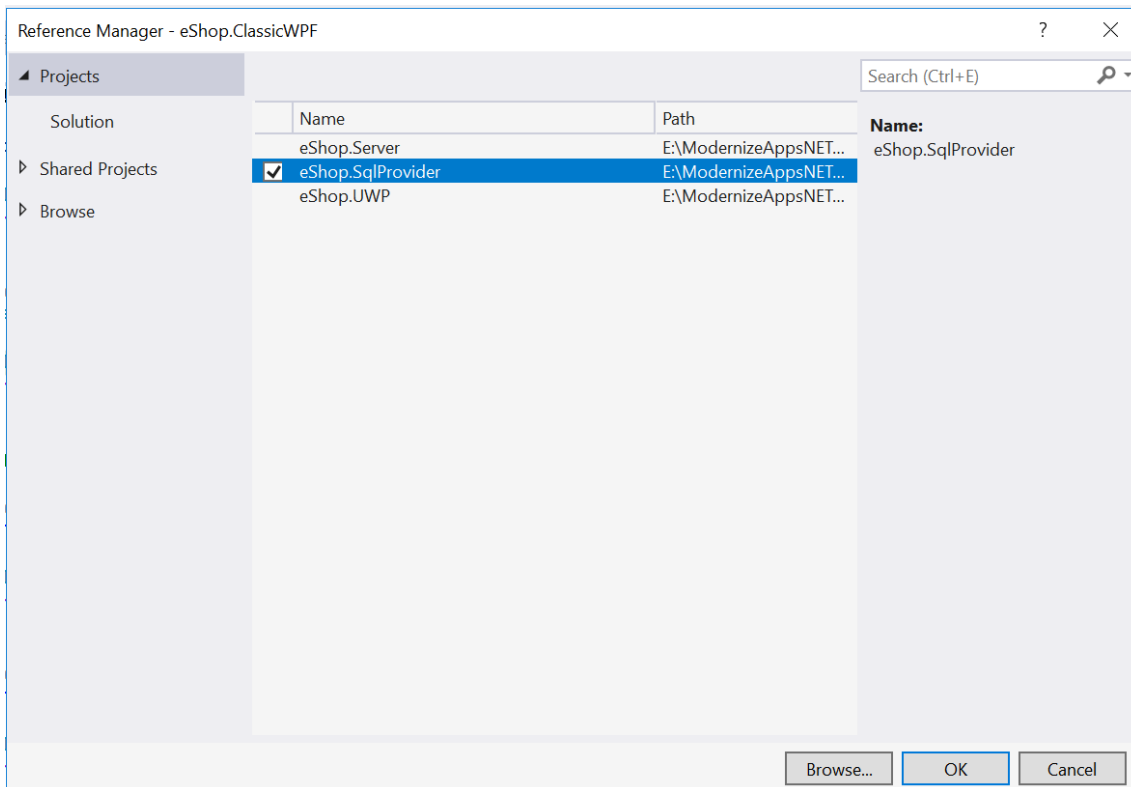 Reference Manager - eShop.ClassicWPF ?
Projects
Solution
Shared Projects
Browse
Search (Ctrl+E)
Name Path
eShop.Server E:\ModernizeAppsNET...
eShop.SqlProvider E:\ModernizeAppsNET...
eShop.UWP E:\ModernizeAppsNET...
Name:
eShop.SqlProvider
Browse... OK Cancel